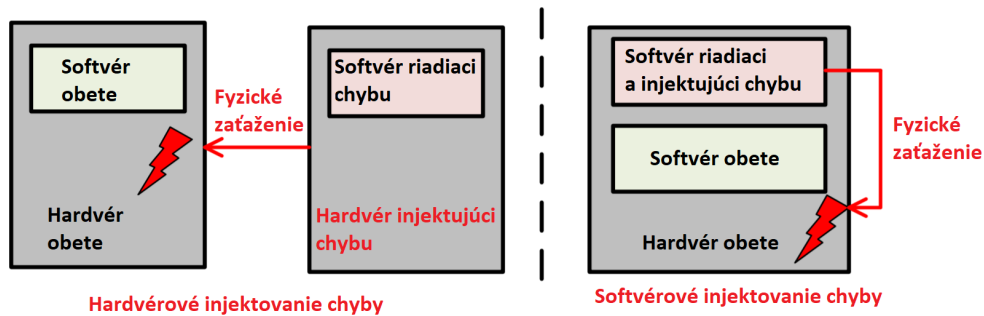 Softvér
obete
Fyzické
zaťaženie
Hardvér
obete
Softvér riadiaci
chybu
Hardvér injektujúci
chybu
Hardvérové injektovanie chyby
Softvér riadiaci
a injektujúci chybu
Softvér obete
Hardvér obete
Fyzické
zaťaženie
Softvérové injektovanie chyby